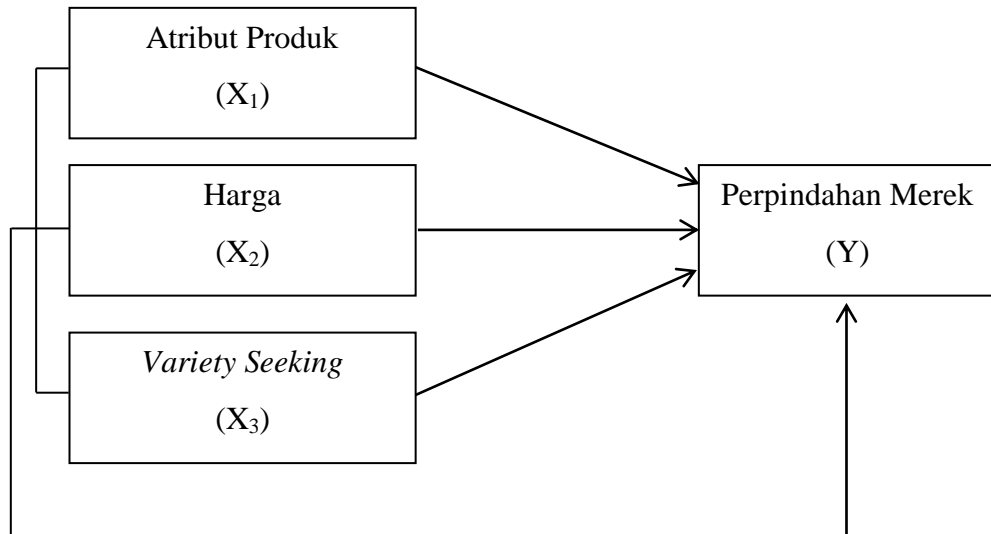 Atribut Produk
(X₁)
Harga
(X₂)
Perpindahan Merek
(Y)
Variety Seeking
(X₃)